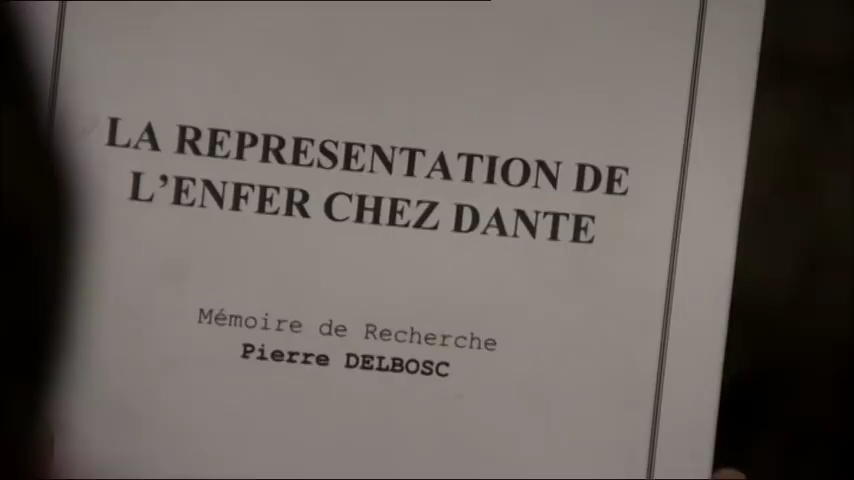 LA REPRESENTATION DE
L'ENFER CHEZ DANTE
Mémoire de Recherche
Pierre DELBOSC